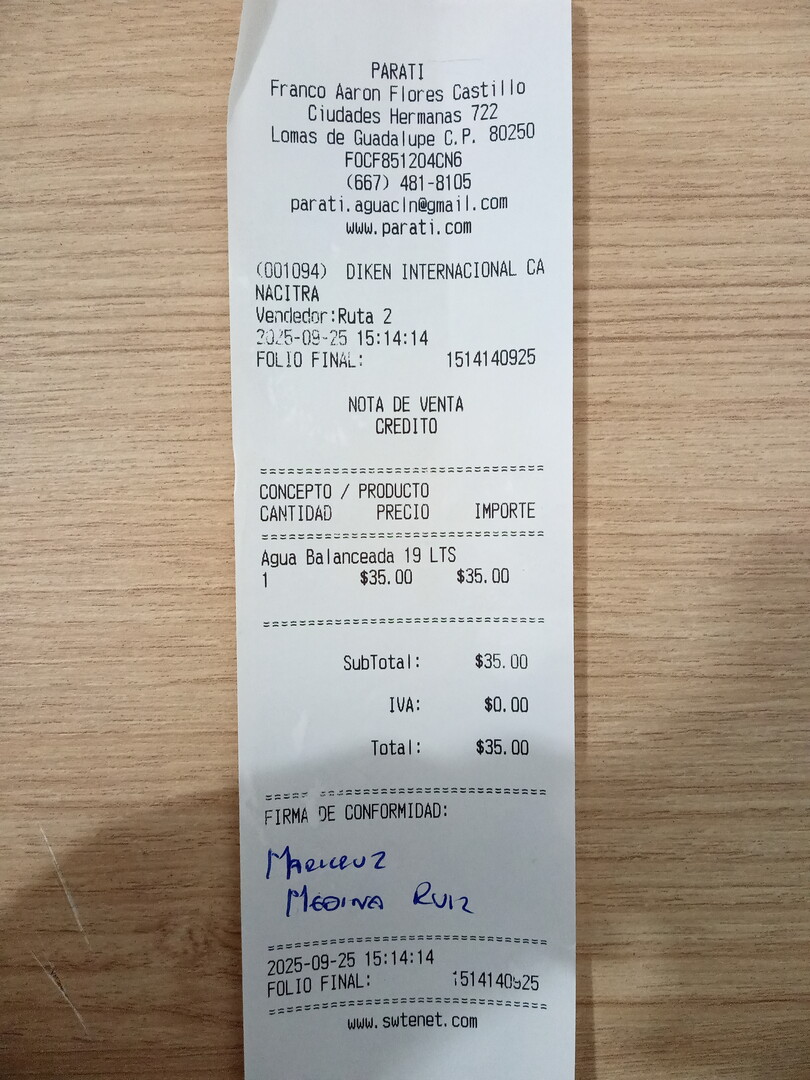 PARATI
Franco Aaron Flores Castillo
Ciudades Hermanas 722
Lomas de Guadalupe C.P. 80250
FOCF851204CN6
(667) 481-8105
parati.aguacln@gmail.com
www.parati.com
(001094) DIKEN INTERNACIONAL CA
NACITRA
Vendedor:Ruta 2
2025-09-25 15:14:14
FOLIO FINAL: 1514140925
NOTA DE VENTA
CREDITO
================================
CONCEPTO / PRODUCTO
CANTIDAD PRECIO IMPORTE
================================
Agua Balanceada 19 LTS
1 $35.00 $35.00
================================
SubTotal: $35.00
IVA: $0.00
Total: $35.00
================================
FIRMA DE CONFORMIDAD:
Maricruz
Medina Ruiz
================================
2025-09-25 15:14:14
FOLIO FINAL: 1514140925
================================
www.swtenet.com